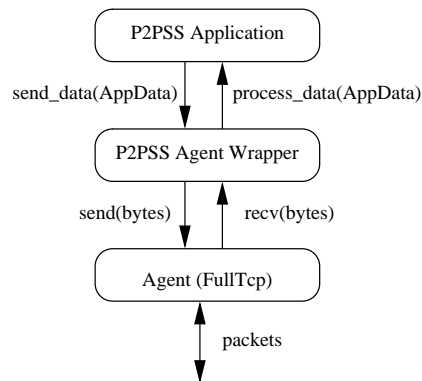 P2PSS Application
send_data(AppData)
process_data(AppData)
P2PSS Agent Wrapper
send(bytes)
recv(bytes)
Agent (FullTcp)
packets